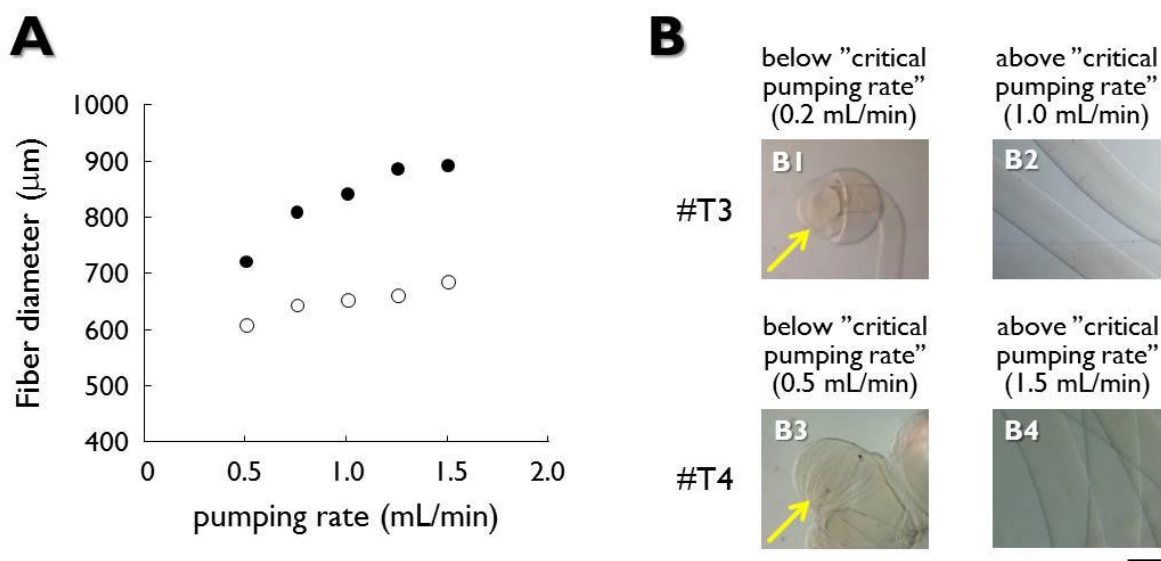 A
1000
900
800
700
600
500
400
Fiber diameter (μm)
0
0.5
1.0
1.5
2.0
pumping rate (mL/min)
B
below ”critical
pumping rate”
(0.2 mL/min)
above ”critical
pumping rate”
(1.0 mL/min)
#T3
B1
B2
below ”critical
pumping rate”
(0.5 mL/min)
above ”critical
pumping rate”
(1.5 mL/min)
#T4
B3
B4